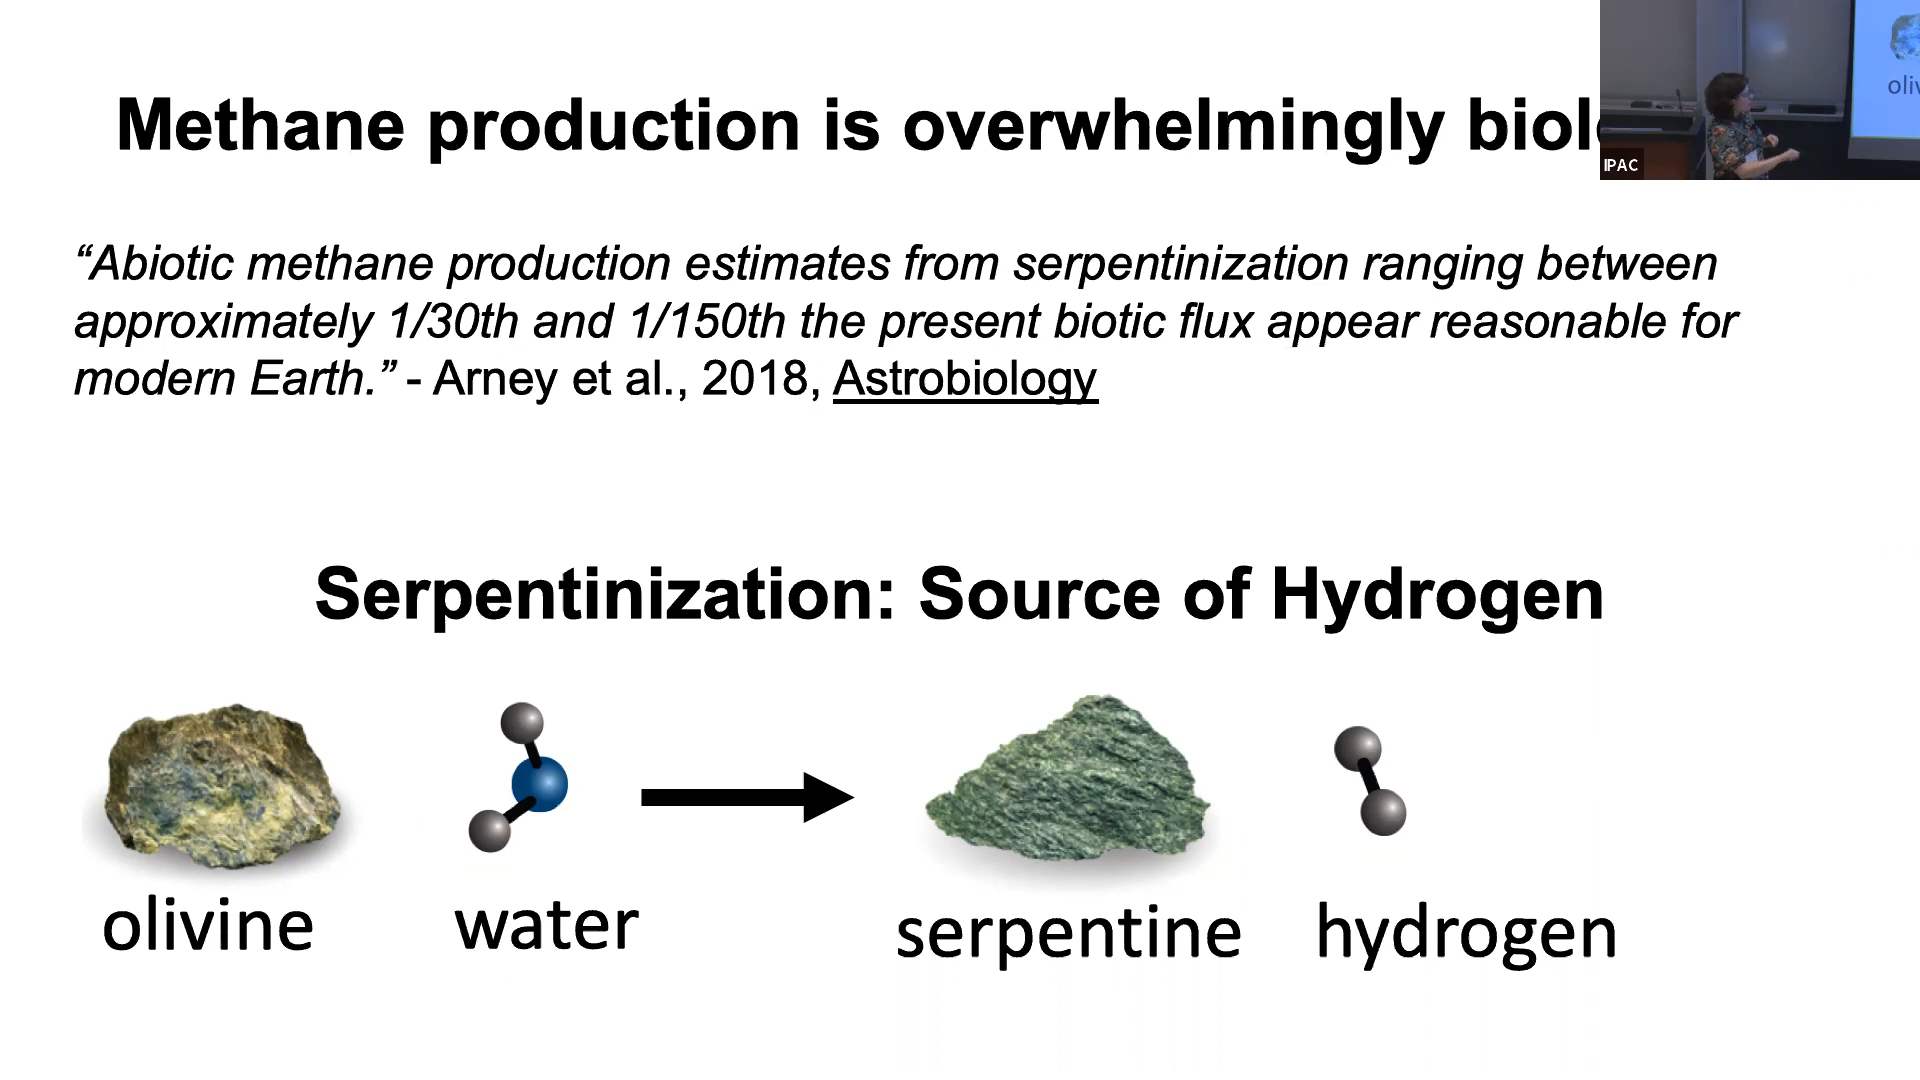 Methane production is overwhelmingly
IPAC
oliv
“Abiotic methane production estimates from serpentinization ranging between
approximately 1/30th and 1/150th the present biotic flux appear reasonable for
modern Earth.” - Arney et al., 2018, Astrobiology
Serpentinization: Source of Hydrogen
olivine water serpentine hydrogen